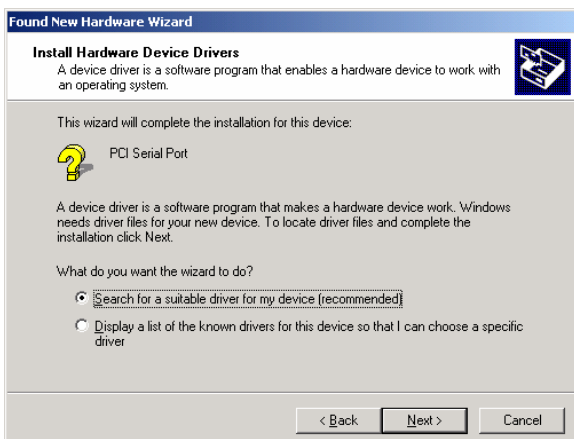 Found New Hardware Wizard
Install Hardware Device Drivers
A device driver is a software program that enables a hardware device to work with
an operating system.
This wizard will complete the installation for this device:
PCI Serial Port
A device driver is a software program that makes a hardware device work. Windows
needs driver files for your new device. To locate driver files and complete the
installation click Next.
What do you want the wizard to do?
Search for a suitable driver for my device (recommended)
Display a list of the known drivers for this device so that I can choose a specific
driver
< Back Next > Cancel